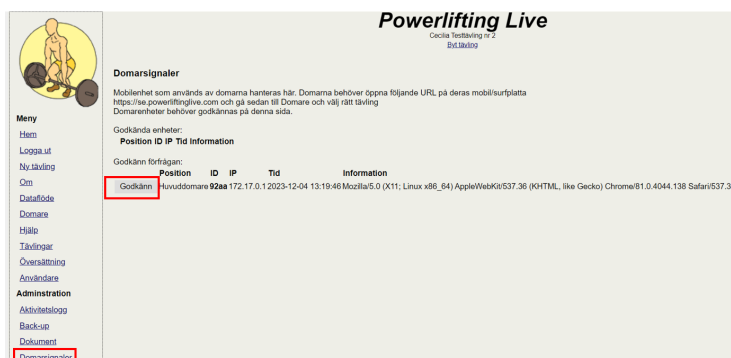 Powerlifting Live
Cecilia Testtävling nr 2
Byt tävling
Domarsignaler
Mobilenhet som används av domarna hanteras här. Domarna behöver öppna följande URL på deras mobil/surfplatta
https://se.powerliftinglive.com och gå sedan till Domare och välj rätt tävling
Domarenheter behöver godkännas på denna sida.
Godkända enheter:
Position ID IP Tid Information
Godkänn förfrågan:
Position ID IP Tid Information
Godkänn Huvuddomare 92aa 172.17.0.1 2023-12-04 13:19:46 Mozilla/5.0 (X11; Linux x86_64) AppleWebKit/537.36 (KHTML, like Gecko) Chrome/81.0.4044.138 Safari/537.3
Meny
Hem
Logga ut
Ny tävling
Om
Dataflöde
Domare
Hjälp
Tävlingar
Översättning
Användare
Adminstration
Aktivitetslogg
Back-up
Dokument
Domarsignaler